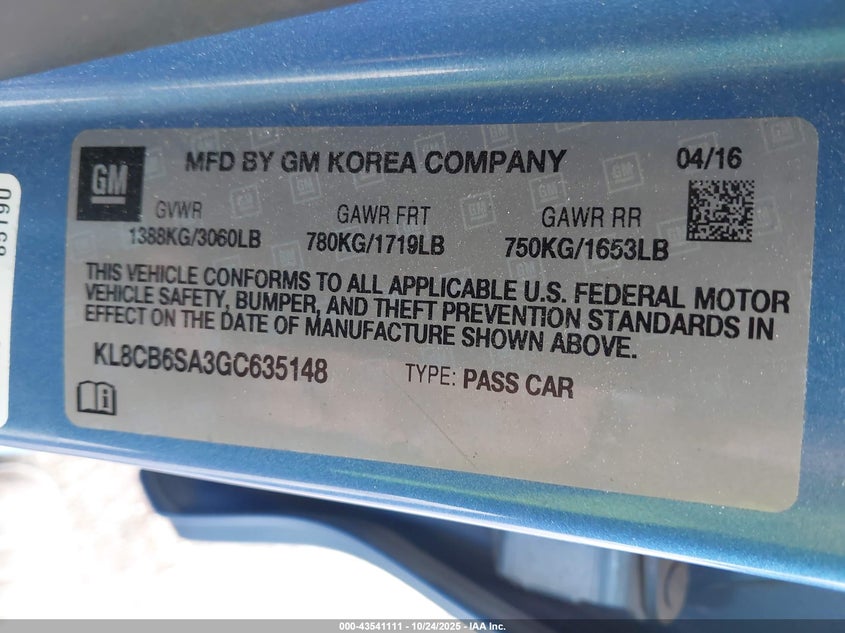 GM
MFD BY GM KOREA COMPANY 04/16
GVWR GAWR FRT GAWR RR
1388KG/3060LB 780KG/1719LB 750KG/1653LB
THIS VEHICLE CONFORMS TO ALL APPLICABLE U.S. FEDERAL MOTOR
VEHICLE SAFETY, BUMPER, AND THEFT PREVENTION STANDARDS IN
EFFECT ON THE DATE OF MANUFACTURE SHOWN ABOVE.
KL8CB6SA3GC635148 TYPE: PASS CAR
000-43541111 - 10/24/2025 - IAA Inc.